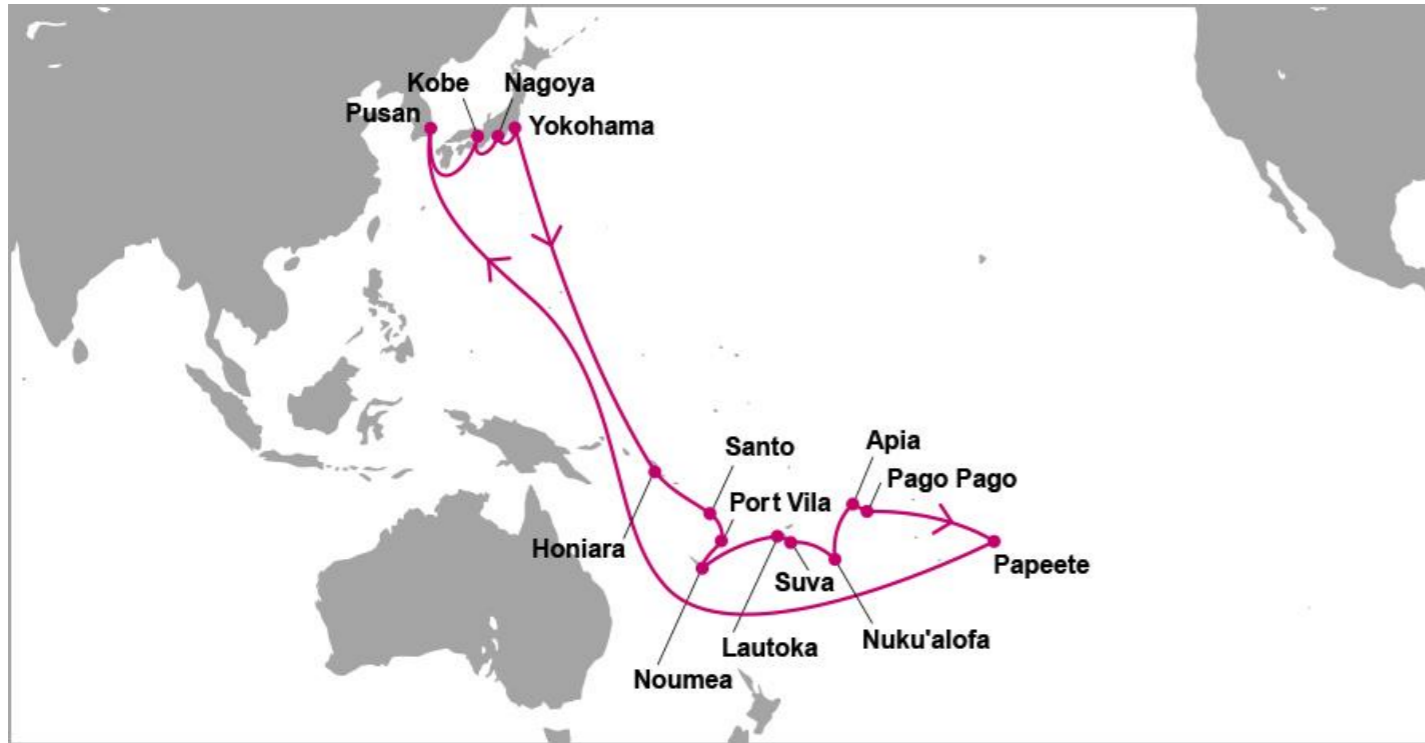 Kobe
Nagoya
Pusan
Yokohama
Santo
Apia
Pago Pago
Port Vila
Honiara
Papeete
Suva
Nuku'alofa
Lautoka
Noumea